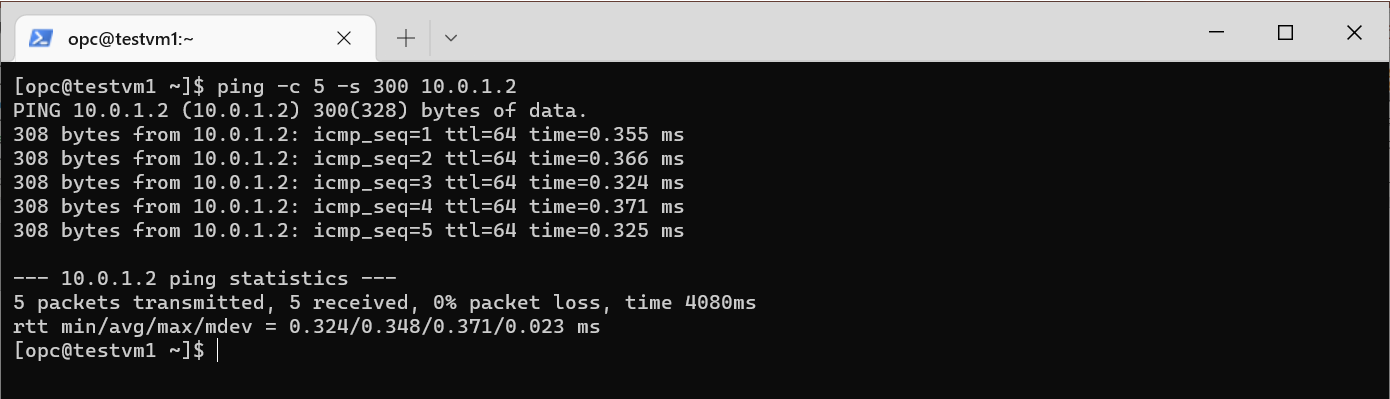 opc@testvm1:~
[opc@testvm1 ~]$ ping -c 5 -s 300 10.0.1.2
PING 10.0.1.2 (10.0.1.2) 300(328) bytes of data.
308 bytes from 10.0.1.2: icmp_seq=1 ttl=64 time=0.355 ms
308 bytes from 10.0.1.2: icmp_seq=2 ttl=64 time=0.366 ms
308 bytes from 10.0.1.2: icmp_seq=3 ttl=64 time=0.324 ms
308 bytes from 10.0.1.2: icmp_seq=4 ttl=64 time=0.371 ms
308 bytes from 10.0.1.2: icmp_seq=5 ttl=64 time=0.325 ms
--- 10.0.1.2 ping statistics ---
5 packets transmitted, 5 received, 0% packet loss, time 4080ms
rtt min/avg/max/mdev = 0.324/0.348/0.371/0.023 ms
[opc@testvm1 ~]$